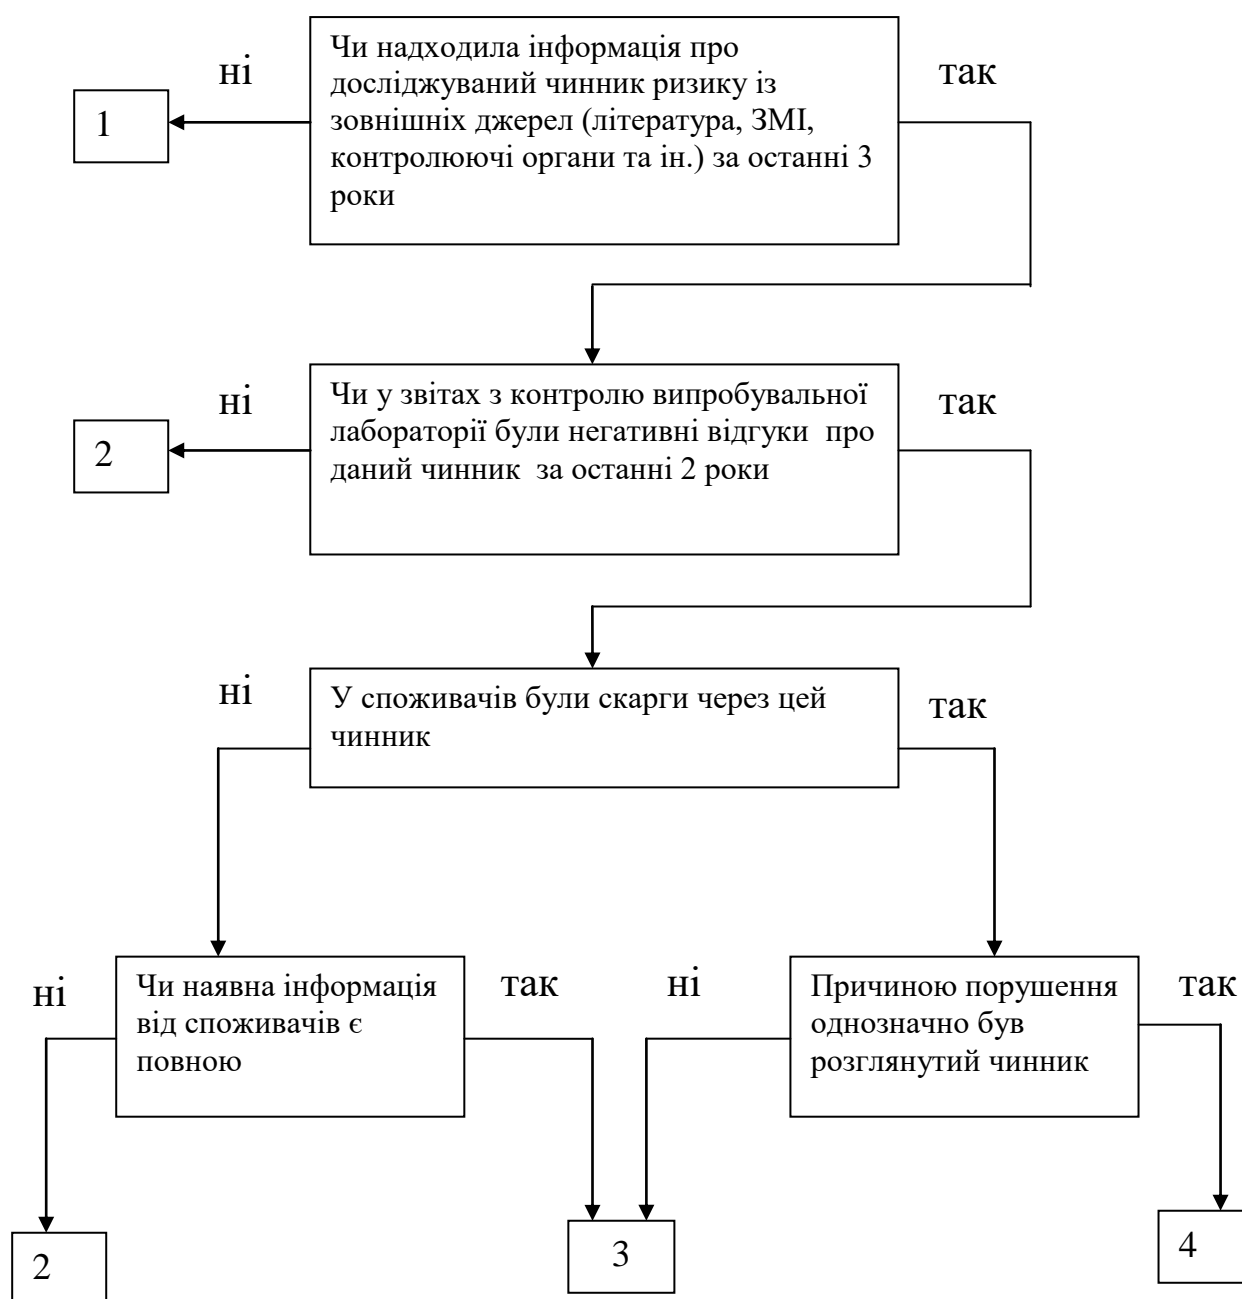 Чи надходила інформація про
досліджуваний чинник ризику із
зовнішніх джерел (література, ЗМІ,
контролюючі органи та ін.) за останні 3
роки
ні
так
1
Чи у звітах з контролю випробувальної
лабораторії були негативні відгуки про
даний чинник за останні 2 роки
ні
так
2
У споживачів були скарги через цей
чинник
ні
так
Чи наявна інформація
від споживачів є
повною
ні
так
Причиною порушення
однозначно був
розглянутий чинник
ні
так
2
3
4